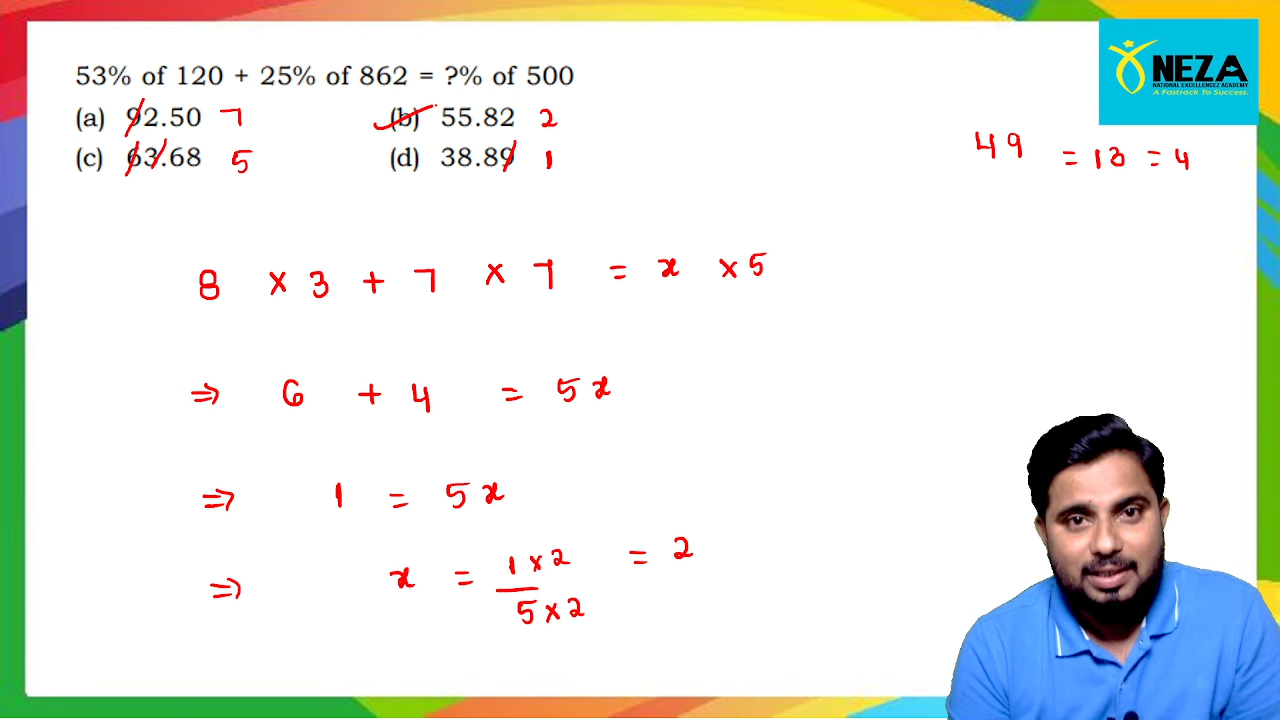 53% of 120 + 25% of 862 = ?% of 500
(a) 92.50 7 (b) 55.82 2
(c) 63.68 5 (d) 38.89 1
NEZA
NATIONAL EXCELLENCEZ ACADEMY
A Fastrack To Success.
49 = 13 = 4
8 × 3 + 7 × 7 = x × 5
⇒ 6 + 4 = 5x
⇒ 1 = 5x
⇒ x = 1×2 = 2
5×2